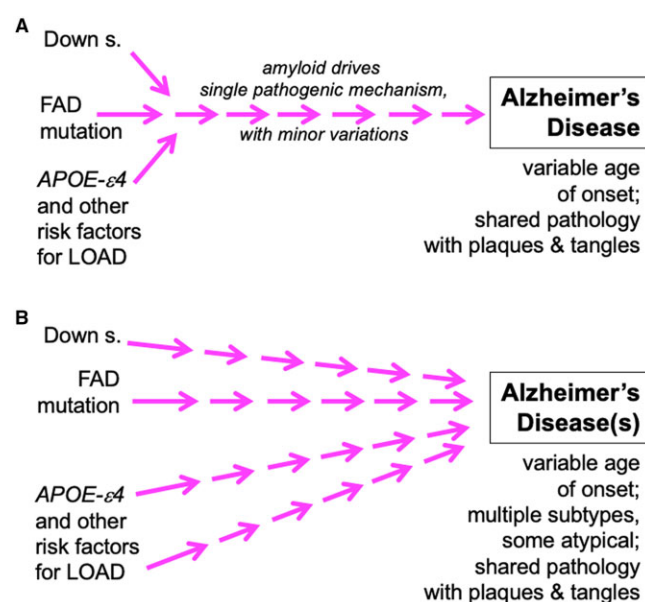 A
Down s.
FAD
mutation
APOE-ε4
and other
risk factors
for LOAD
amyloid drives
single pathogenic mechanism,
with minor variations
Alzheimer's
Disease
variable age
of onset;
shared pathology
with plaques & tangles
B
Down s.
FAD
mutation
APOE-ε4
and other
risk factors
for LOAD
Alzheimer's
Disease(s)
variable age
of onset;
multiple subtypes,
some atypical;
shared pathology
with plaques & tangles